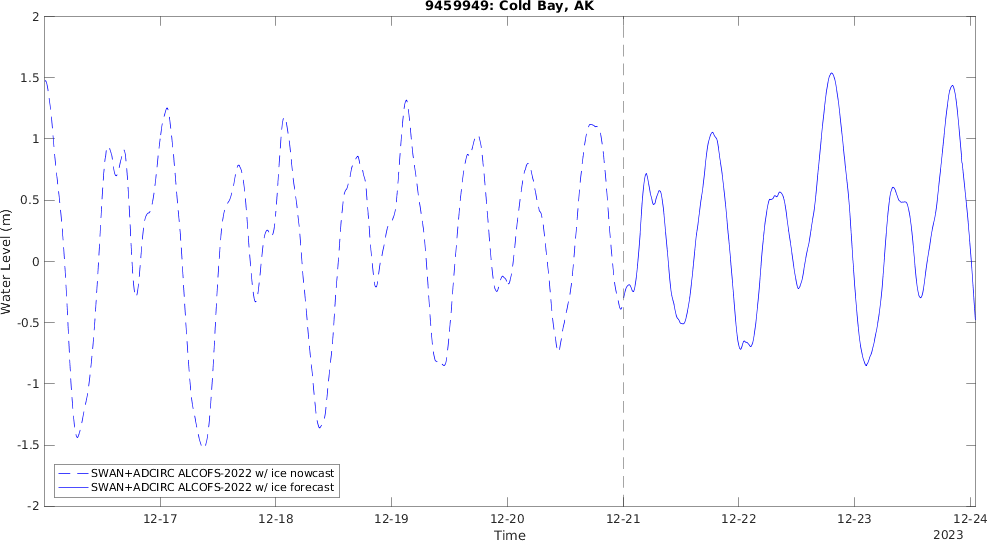 9459949: Cold Bay, AK
2
1.5
1
0.5
0
-0.5
-1
-1.5
-2
Water Level (m)
SWAN+ADCIRC ALCOFS-2022 w/ ice nowcast
SWAN+ADCIRC ALCOFS-2022 w/ ice forecast
12-17 12-18 12-19 12-20 12-21 12-22 12-23 12-24
Time
2023